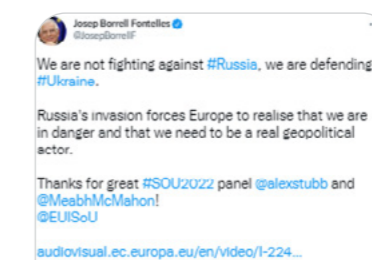 Josep Borrell Fontelles
@JosepBorrellF
We are not fighting against #Russia, we are defending
#Ukraine.
Russia's invasion forces Europe to realise that we are
in danger and that we need to be a real geopolitical
actor.
Thanks for great #SOU2022 panel @alexstubb and
@MeabhMcMahon!
@EUISoU
audiovisual.ec.europa.eu/en/video/I-224...